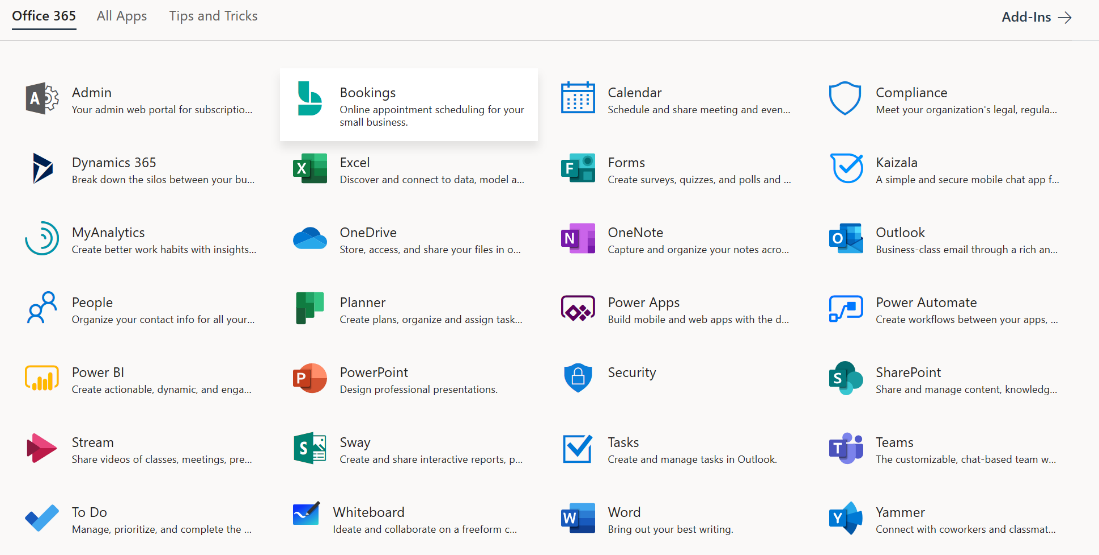 Office 365 All Apps Tips and Tricks Add-Ins →
Admin
Your admin web portal for subscriptio...
Bookings
Online appointment scheduling for your
small business.
Calendar
Schedule and share meeting and even...
Compliance
Meet your organization's legal, regula...
Dynamics 365
Break down the silos between your bu...
Excel
Discover and connect to data, model a...
Forms
Create surveys, quizzes, and polls and ...
Kaizala
A simple and secure mobile chat app f...
MyAnalytics
Create better work habits with insights...
OneDrive
Store, access, and share your files in o...
OneNote
Capture and organize your notes acro...
Outlook
Business-class email through a rich an...
People
Organize your contact info for all your...
Planner
Create plans, organize and assign task...
Power Apps
Build mobile and web apps with the d...
Power Automate
Create workflows between your apps, ...
Power BI
Create actionable, dynamic, and enga...
PowerPoint
Design professional presentations.
Security
SharePoint
Share and manage content, knowledg...
Stream
Share videos of classes, meetings, pre...
Sway
Create and share interactive reports, p...
Tasks
Create and manage tasks in Outlook.
Teams
The customizable, chat-based team w...
To Do
Manage, prioritize, and complete the ...
Whiteboard
Ideate and collaborate on a freeform c...
Word
Bring out your best writing.
Yammer
Connect with coworkers and classmat...